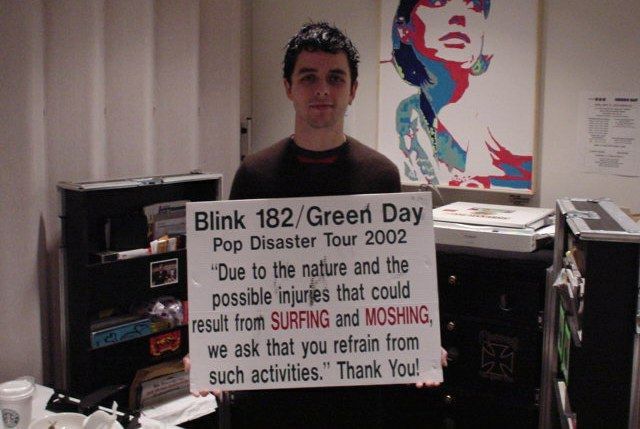 Blink 182/Green Day
Pop Disaster Tour 2002
“Due to the nature and the
possible injuries that could
result from SURFING and MOSHING,
we ask that you refrain from
such activities.” Thank You!